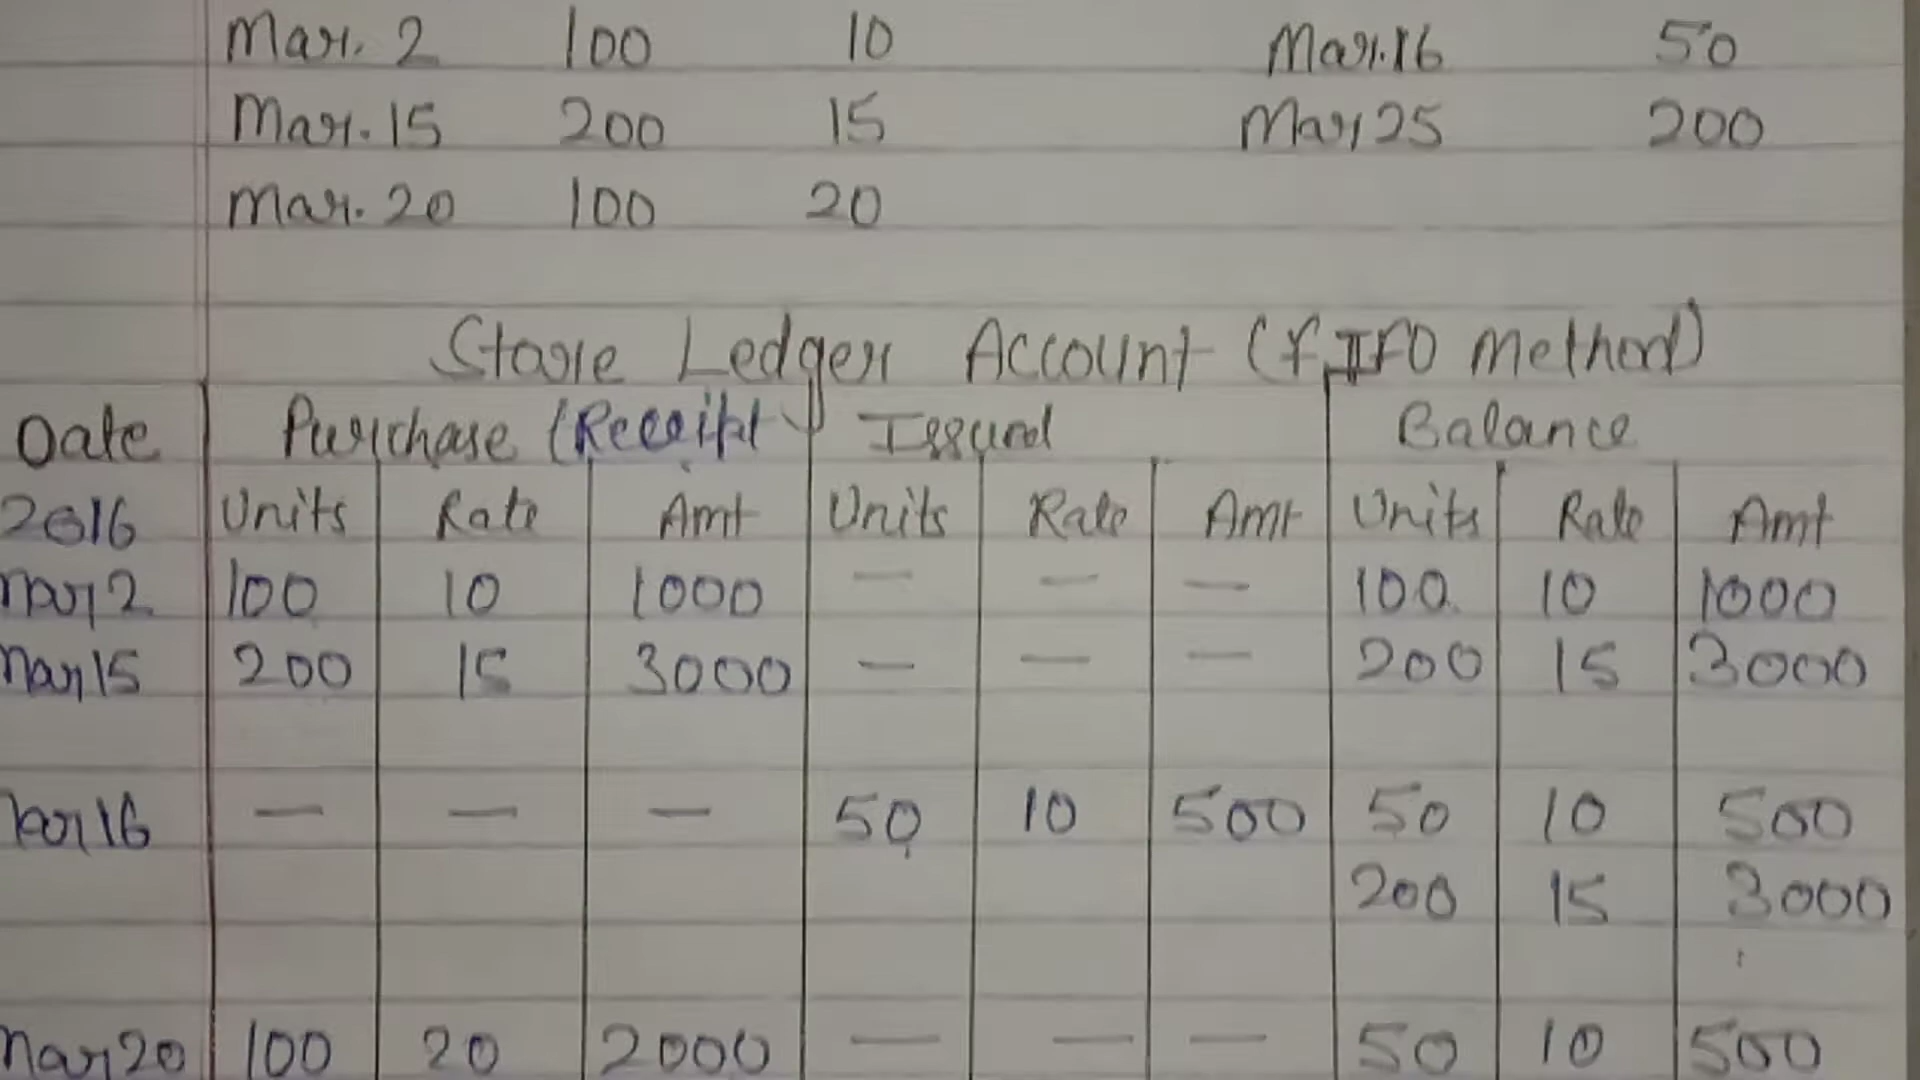 Mar. 2 100 10 Mar.16 50
Mar. 15 200 15 Mar 25 200
Mar. 20 100 20
Store Ledger Account (FIFO Method)
Date Purchase (Receipt) Issued Balance
2016 Units Rate Amt Units Rate Amt Units Rate Amt
Mar 2 100 10 1000 — — — 100 10 1000
Mar 15 200 15 3000 — — — 200 15 3000
Mar 16 — — — 50 10 500 50 10 500
200 15 3000
Mar 20 100 20 2000 — — — 50 10 500